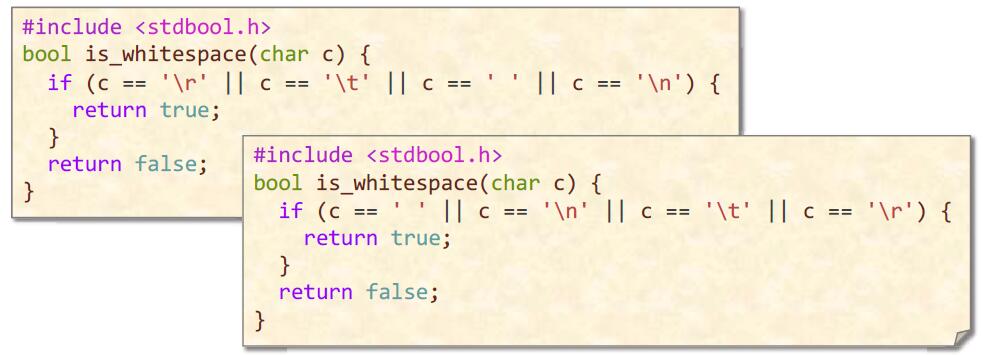 #include <stdbool.h>
bool is_whitespace(char c) {
  if (c == '\r' || c == '\t' || c == ' ' || c == '\n') {
    return true;
  }
  return false;
}
#include <stdbool.h>
bool is_whitespace(char c) {
  if (c == ' ' || c == '\n' || c == '\t' || c == '\r') {
    return true;
  }
  return false;
}